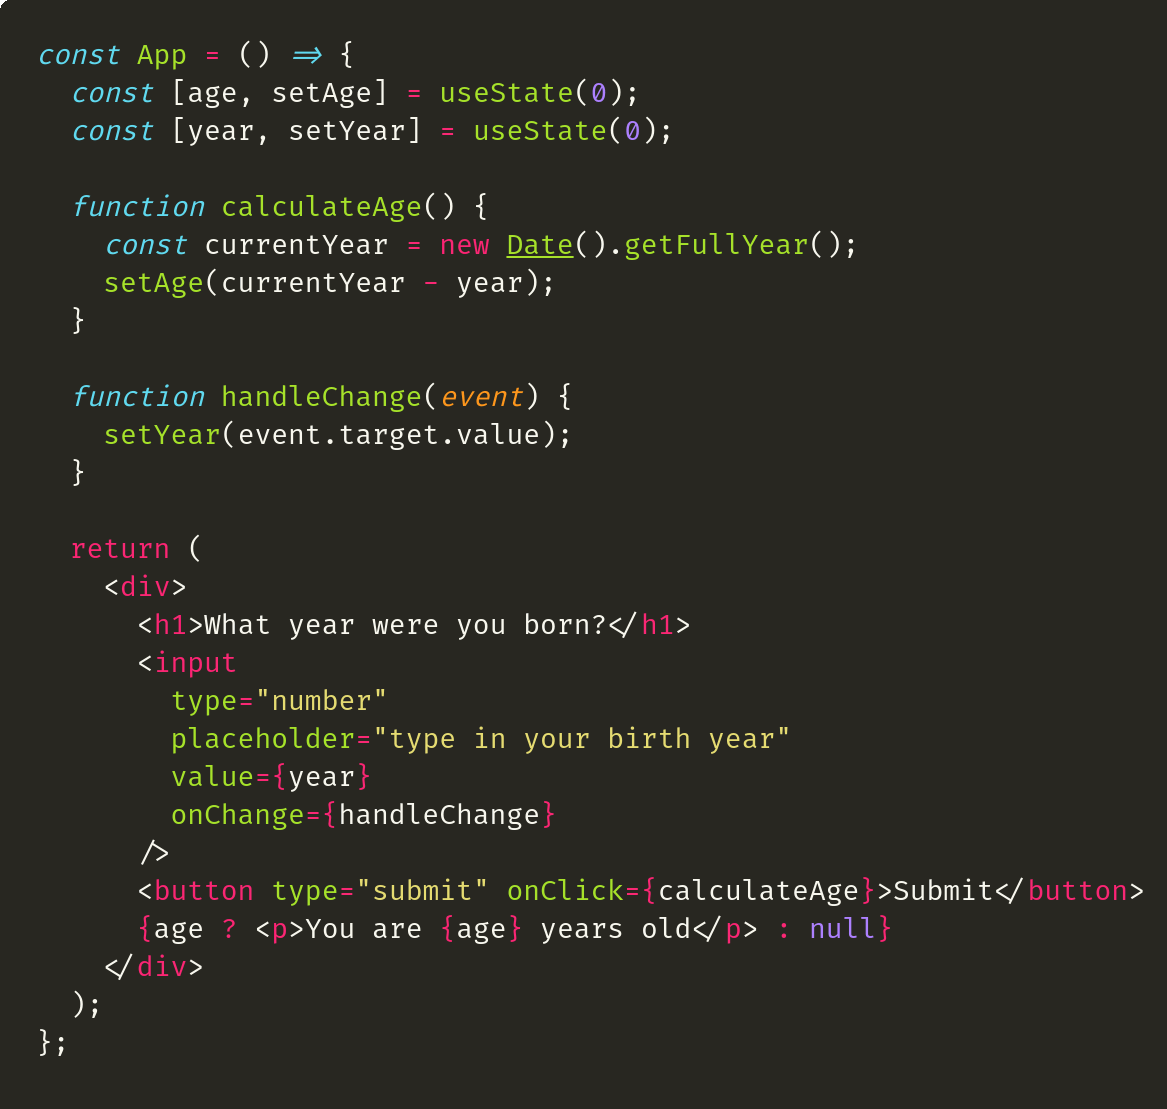 const App = () => {
  const [age, setAge] = useState(0);
  const [year, setYear] = useState(0);

  function calculateAge() {
    const currentYear = new Date().getFullYear();
    setAge(currentYear - year);
  }

  function handleChange(event) {
    setYear(event.target.value);
  }

  return (
    <div>
      <h1>What year were you born?</h1>
      <input
        type="number"
        placeholder="type in your birth year"
        value={year}
        onChange={handleChange}
      />
      <button type="submit" onClick={calculateAge}>Submit</button>
      {age ? <p>You are {age} years old</p> : null}
    </div>
  );
};